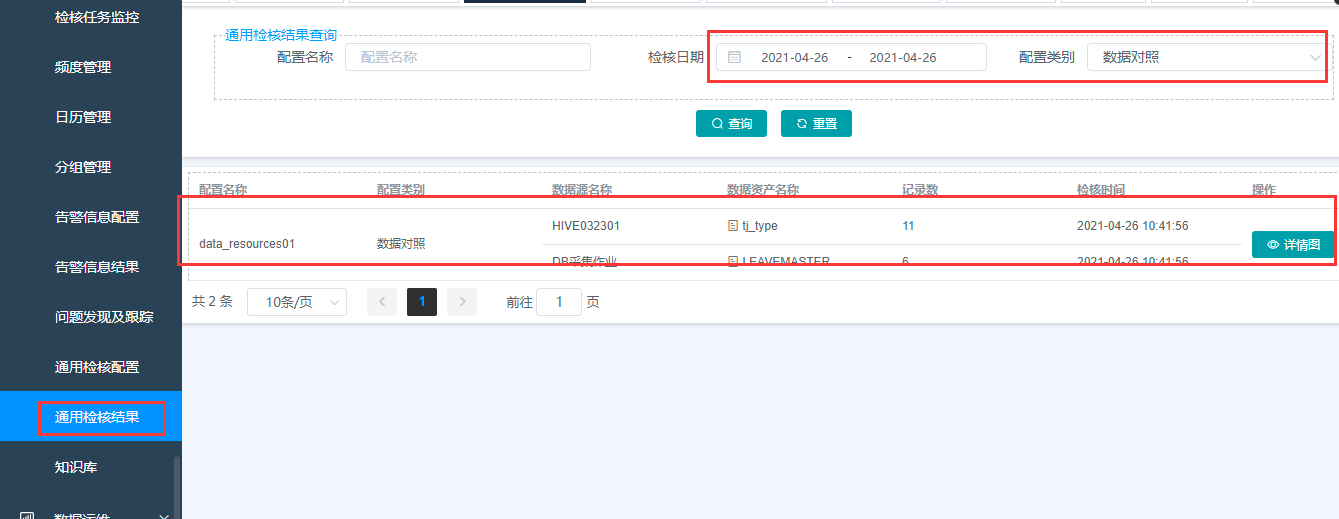 检核任务监控
频度管理
日历管理
分组管理
告警信息配置
告警信息结果
问题发现及跟踪
通用检核配置
通用检核结果
知识库
数据运维
通用检核结果查询
配置名称 配置名称 检核日期 2021-04-26 - 2021-04-26 配置类别 数据对照
查询 重置
配置名称 配置类别 数据源名称 数据资产名称 记录数 检核时间 操作
HIVE032301 tj_type 11 2021-04-26 10:41:56
data_resources01 数据对照 详情图
DB采集作业 LEAVEMASTER 6 2021-04-26 10:41:56
共 2 条 10条/页 1 前往 1 页